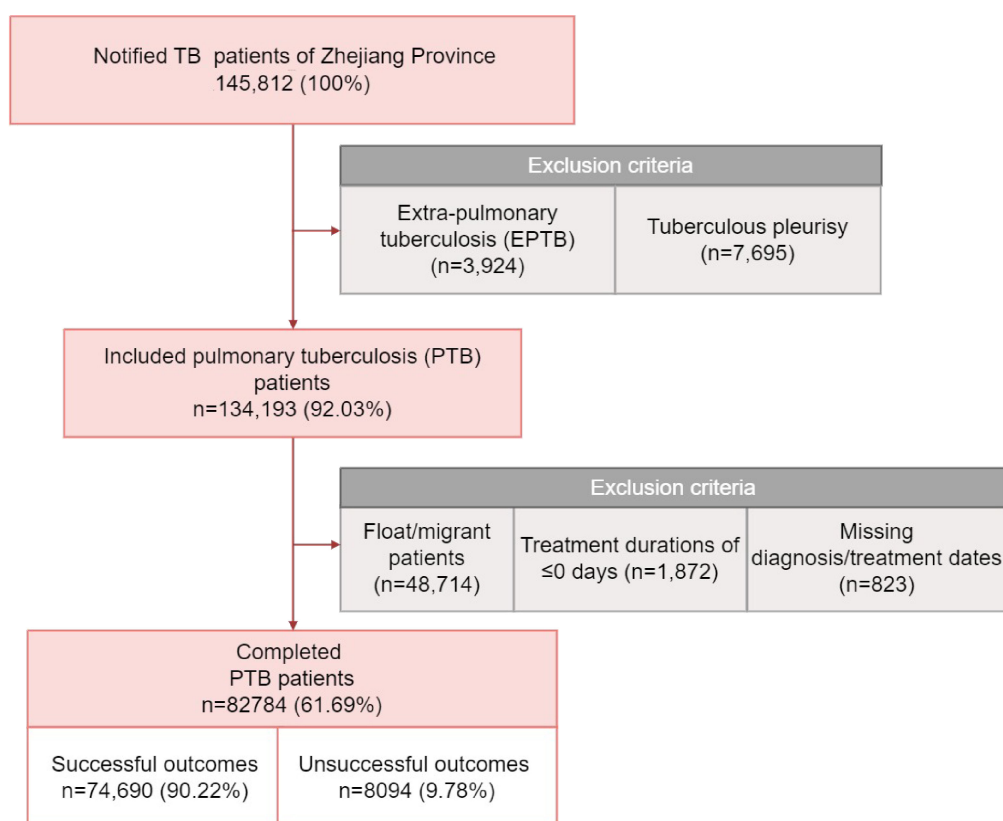 Notified TB patients of Zhejiang Province
145,812 (100%)
Exclusion criteria
Extra-pulmonary
tuberculosis (EPTB)
(n=3,924)
Tuberculous pleurisy
(n=7,695)
Included pulmonary tuberculosis (PTB)
patients
n=134,193 (92.03%)
Exclusion criteria
Float/migrant
patients
(n=48,714)
Treatment durations of
≤0 days (n=1,872)
Missing
diagnosis/treatment dates
(n=823)
Completed
PTB patients
n=82784 (61.69%)
Successful outcomes
n=74,690 (90.22%)
Unsuccessful outcomes
n=8094 (9.78%)